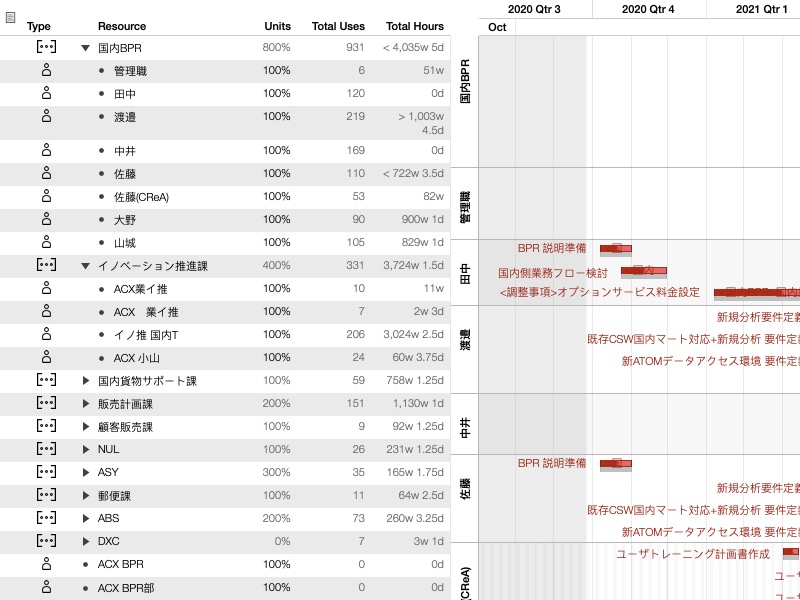 2020 Qtr 3 2020 Qtr 4 2021 Qtr 1
Type Resource Units Total Uses Total Hours Oct
国内BPR 800% 931 < 4,035w 5d
管理職 100% 6 51w
田中 100% 120 0d
渡邉 100% 219 > 1,003w
4.5d
中井 100% 169 0d
佐藤 100% 110 < 722w 3.5d
佐藤(CReA) 100% 53 82w
大野 100% 90 900w 1d
山城 100% 105 829w 1d
イノベーション推進課 400% 331 3,724w 1.5d
ACX業イ推 100% 10 11w
ACX　業イ推 100% 7 2w 3d
イノ推 国内T 100% 206 3,024w 2.5d
ACX 小山 100% 24 60w 3.75d
国内貨物サポート課 100% 59 758w 1.25d
販売計画課 200% 151 1,130w 1d
顧客販売課 100% 9 92w 1.25d
NUL 100% 26 231w 1.25d
ASY 300% 35 165w 1.75d
郵便課 100% 11 64w 2.5d
ABS 200% 73 260w 3.25d
DXC 0% 7 3w 1d
ACX BPR 100% 0 0d
ACX BPR部 100% 0 0d
国内BPR
管理職
田中
BPR 説明準備
国内側業務フロー検討
<調整事項>オプションサービス料金設定
渡邉
新規分析要件定義
既存CSW国内マート対応+新規分析 要件定義
新ATOMデータアクセス環境 要件定義
中井
佐藤
BPR 説明準備
新規分析要件定義
既存CSW国内マート対応+新規分析 要件定義
新ATOMデータアクセス環境 要件定義
(CReA)
ユーザトレーニング計画書作成
ユーザ